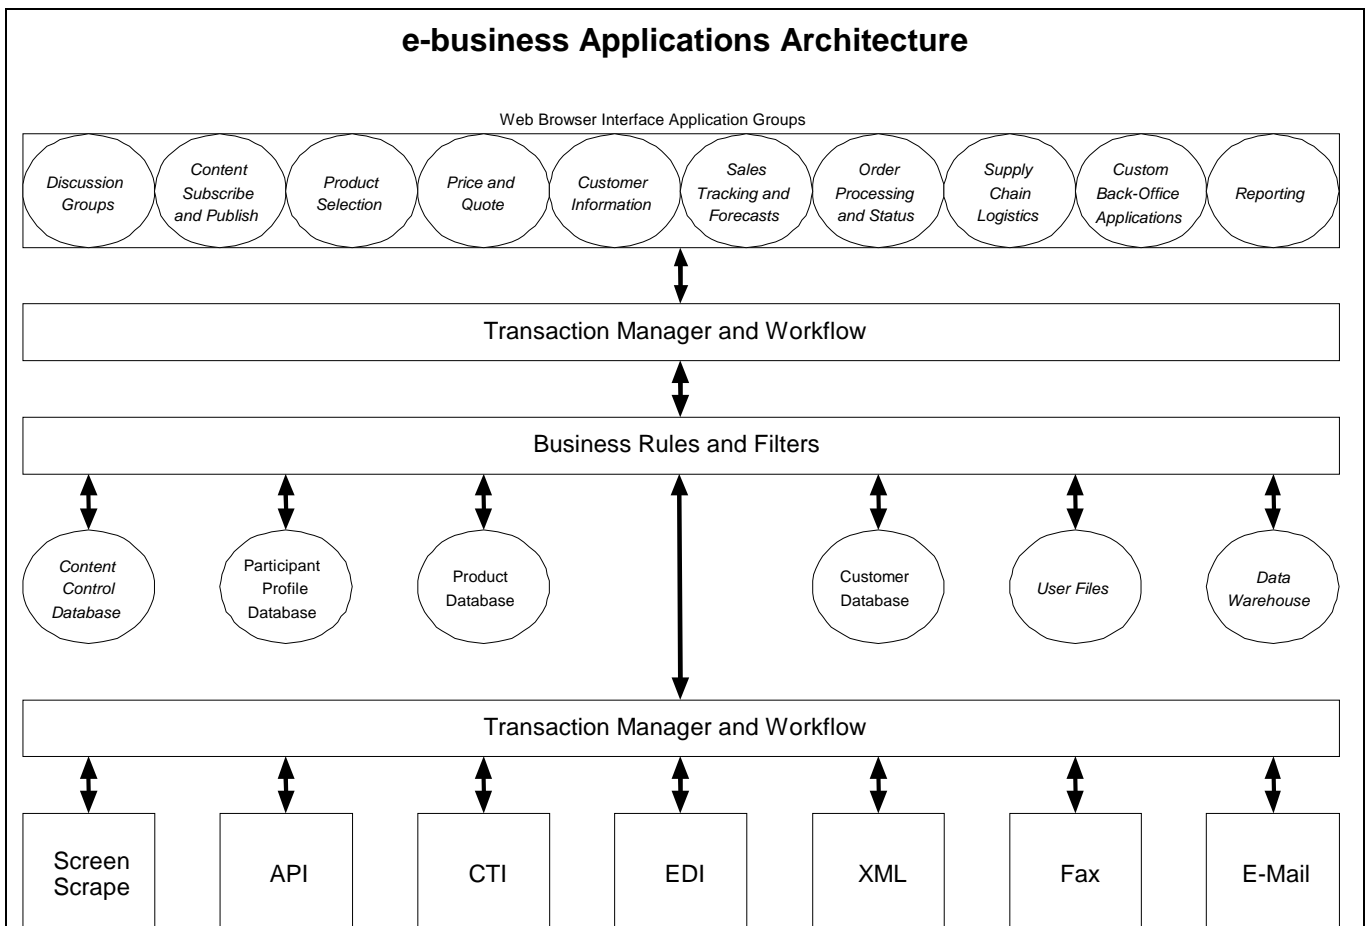 e-business Applications Architecture
Web Browser Interface Application Groups
Discussion
Groups
Content
Subscribe
and Publish
Product
Selection
Price and
Quote
Customer
Information
Sales
Tracking and
Forecasts
Order
Processing
and Status
Supply
Chain
Logistics
Custom
Back-Office
Applications
Reporting
Transaction Manager and Workflow
Business Rules and Filters
Content
Control
Database
Participant
Profile
Database
Product
Database
Customer
Database
User Files
Data
Warehouse
Transaction Manager and Workflow
Screen
Scrape
API
CTI
EDI
XML
Fax
E-Mail